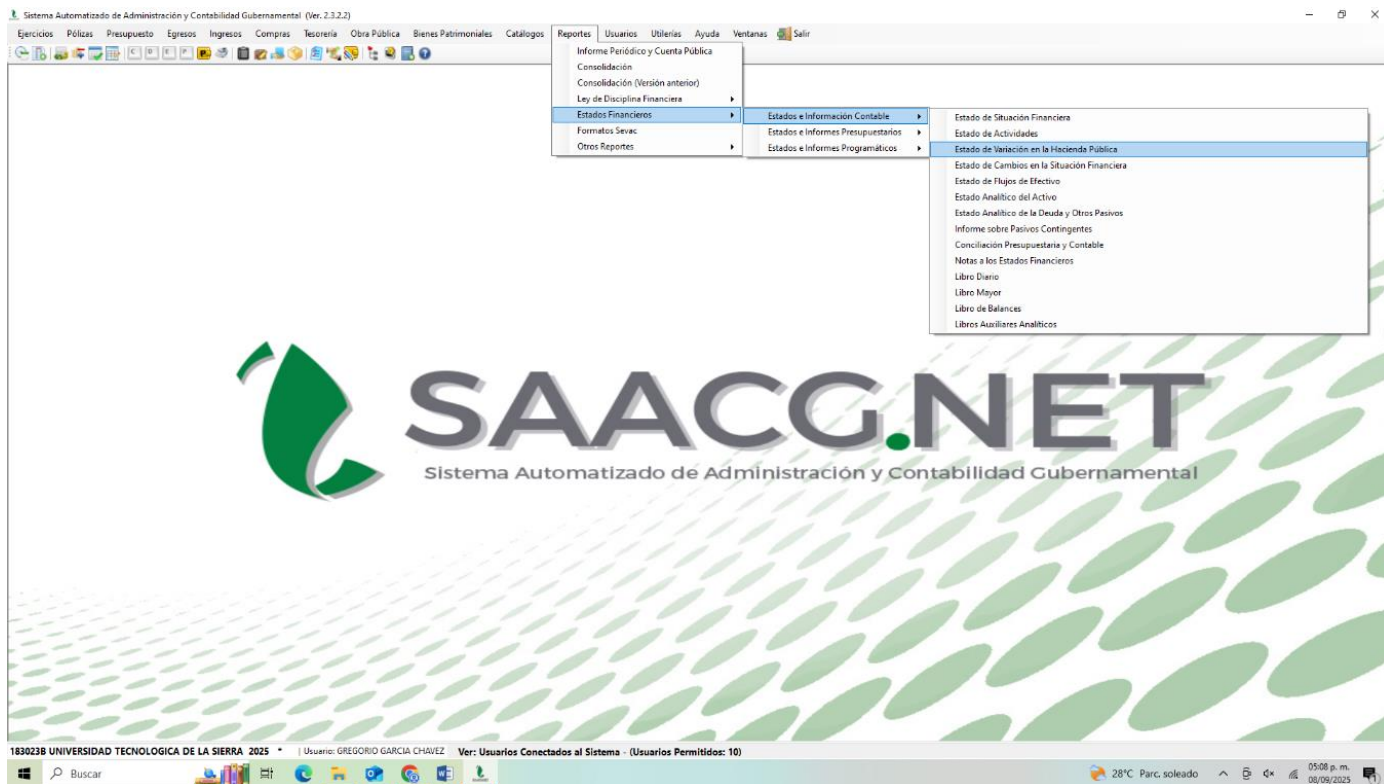 Sistema Automatizado de Administración y Contabilidad Gubernamental (Ver. 2.3.2.2)
Ejercicios Pólizas Presupuesto Egresos Ingresos Compras Tesorería Obra Pública Bienes Patrimoniales Catálogos Reportes Usuarios Utilerías Ayuda Ventanas Salir
C D E P
Informe Periódico y Cuenta Pública
Consolidación
Consolidación (Versión anterior)
Ley de Disciplina Financiera
Estados Financieros
Formatos Sevac
Otros Reportes
Estados e Información Contable
Estados e Informes Presupuestarios
Estados e Informes Programáticos
Estado de Situación Financiera
Estado de Actividades
Estado de Variación en la Hacienda Pública
Estado de Cambios en la Situación Financiera
Estado de Flujos de Efectivo
Estado Analítico del Activo
Estado Analítico de la Deuda y Otros Pasivos
Informe sobre Pasivos Contingentes
Conciliación Presupuestaria y Contable
Notas a los Estados Financieros
Libro Diario
Libro Mayor
Libro de Balances
Libros Auxiliares Analíticos
SAACG.NET
Sistema Automatizado de Administración y Contabilidad Gubernamental
183023B UNIVERSIDAD TECNOLOGICA DE LA SIERRA 2025 * | Usuario: GREGORIO GARCIA CHAVEZ Ver: Usuarios Conectados al Sistema - (Usuarios Permitidos: 10)
Buscar
28°C Parc. soleado
05:08 p. m.
08/09/2025